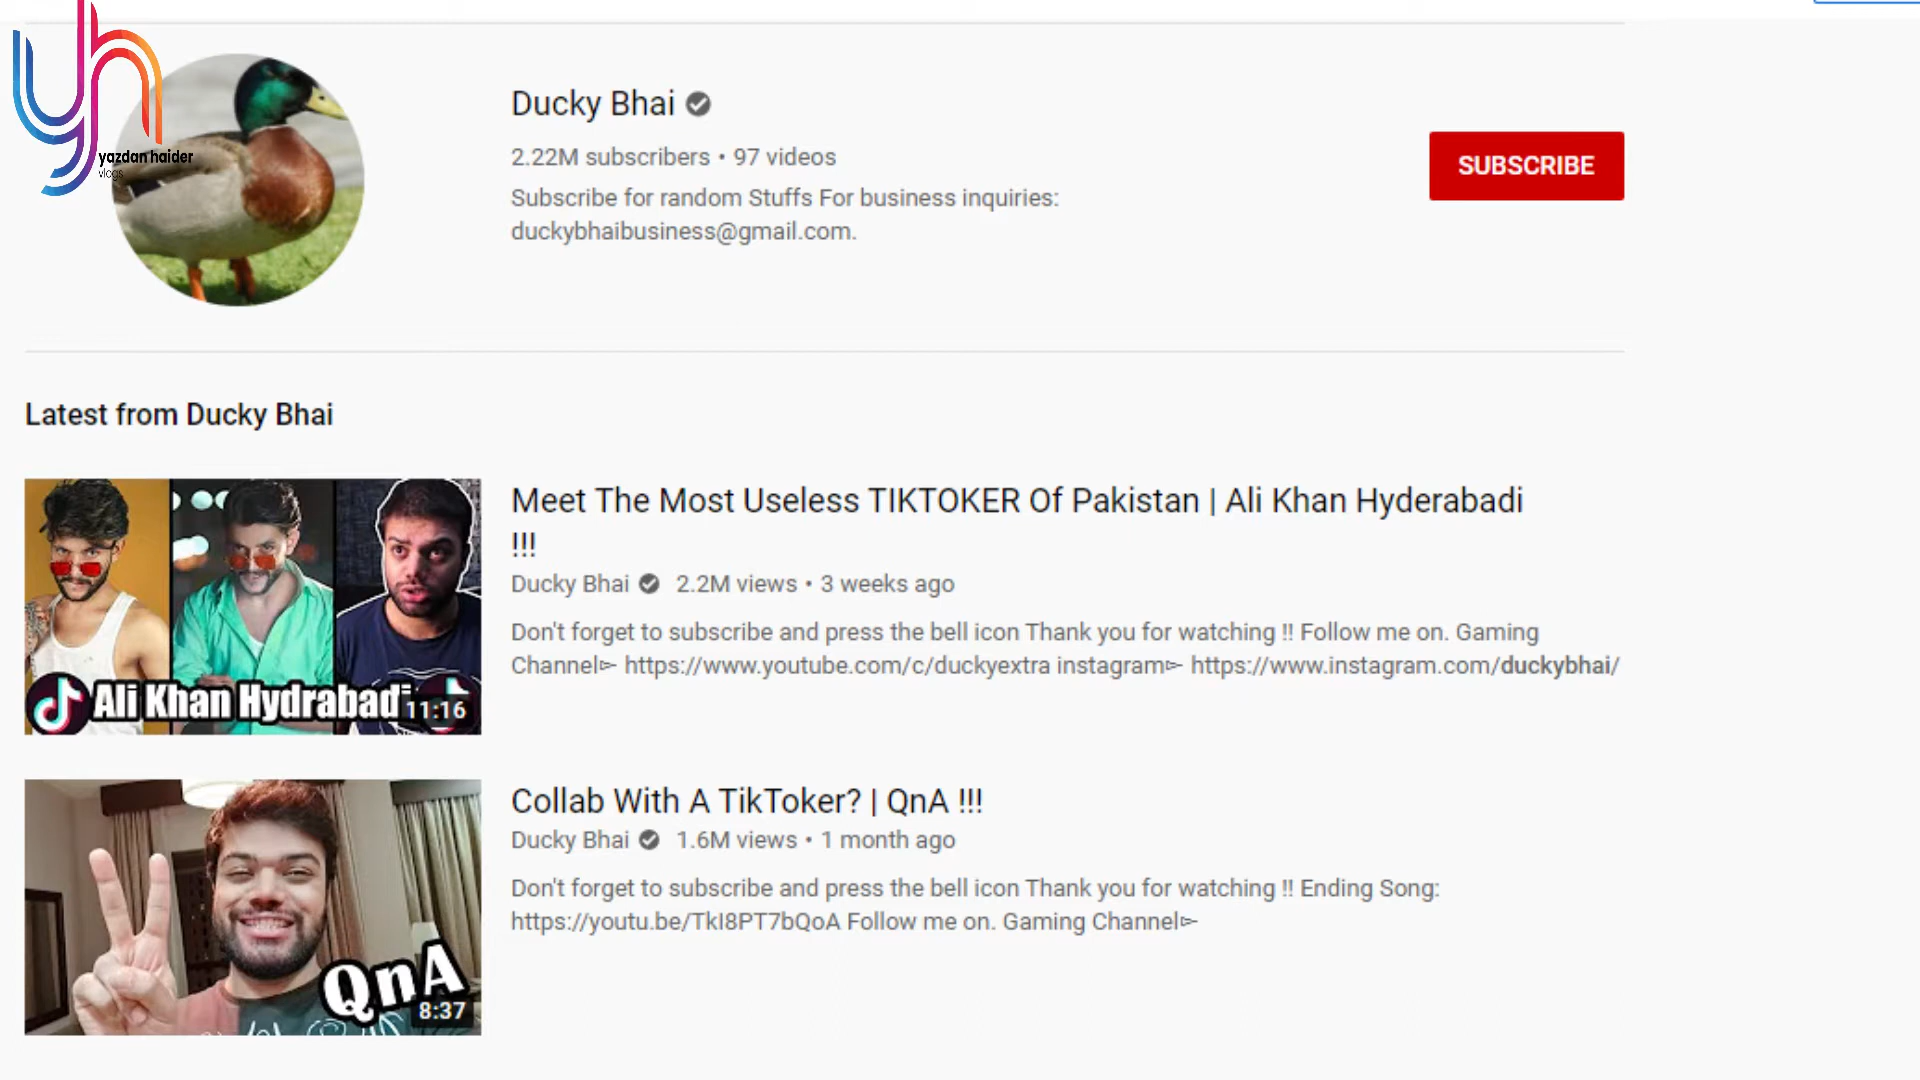 yh
yazdan haider
vlogs
Ducky Bhai
2.22M subscribers • 97 videos
Subscribe for random Stuffs For business inquiries:
duckybhaibusiness@gmail.com.
SUBSCRIBE
Latest from Ducky Bhai
Ali Khan Hydrabadi
11:16
Meet The Most Useless TIKTOKER Of Pakistan | Ali Khan Hyderabadi
!!!
Ducky Bhai 2.2M views • 3 weeks ago
Don't forget to subscribe and press the bell icon Thank you for watching !! Follow me on. Gaming
Channel➣ https://www.youtube.com/c/duckyextra instagram➣ https://www.instagram.com/duckybhai/
QnA
8:37
Collab With A TikToker? | QnA !!!
Ducky Bhai 1.6M views • 1 month ago
Don't forget to subscribe and press the bell icon Thank you for watching !! Ending Song:
https://youtu.be/TkI8PT7bQoA Follow me on. Gaming Channel➣